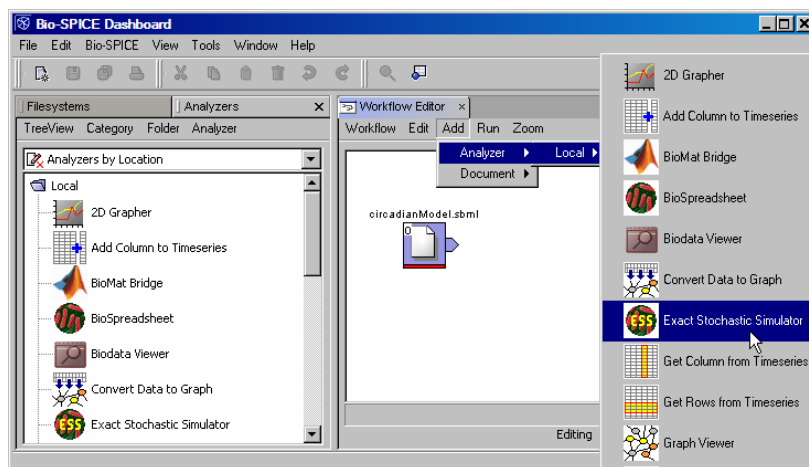 Bio-SPICE Dashboard
File Edit Bio-SPICE View Tools Window Help
Filesystems
Analyzers
TreeView Category Folder Analyzer
Analyzers by Location
Local
2D Grapher
Add Column to Timeseries
BioMat Bridge
BioSpreadsheet
Biodata Viewer
Convert Data to Graph
ESS Exact Stochastic Simulator
Workflow Editor
Workflow Edit Add Run Zoom
Analyzer
Local
Document
circadianModel.sbml
0
Editing
2D Grapher
Add Column to Timeseries
BioMat Bridge
BioSpreadsheet
Biodata Viewer
Convert Data to Graph
ESS Exact Stochastic Simulator
Get Column from Timeseries
Get Rows from Timeseries
Graph Viewer